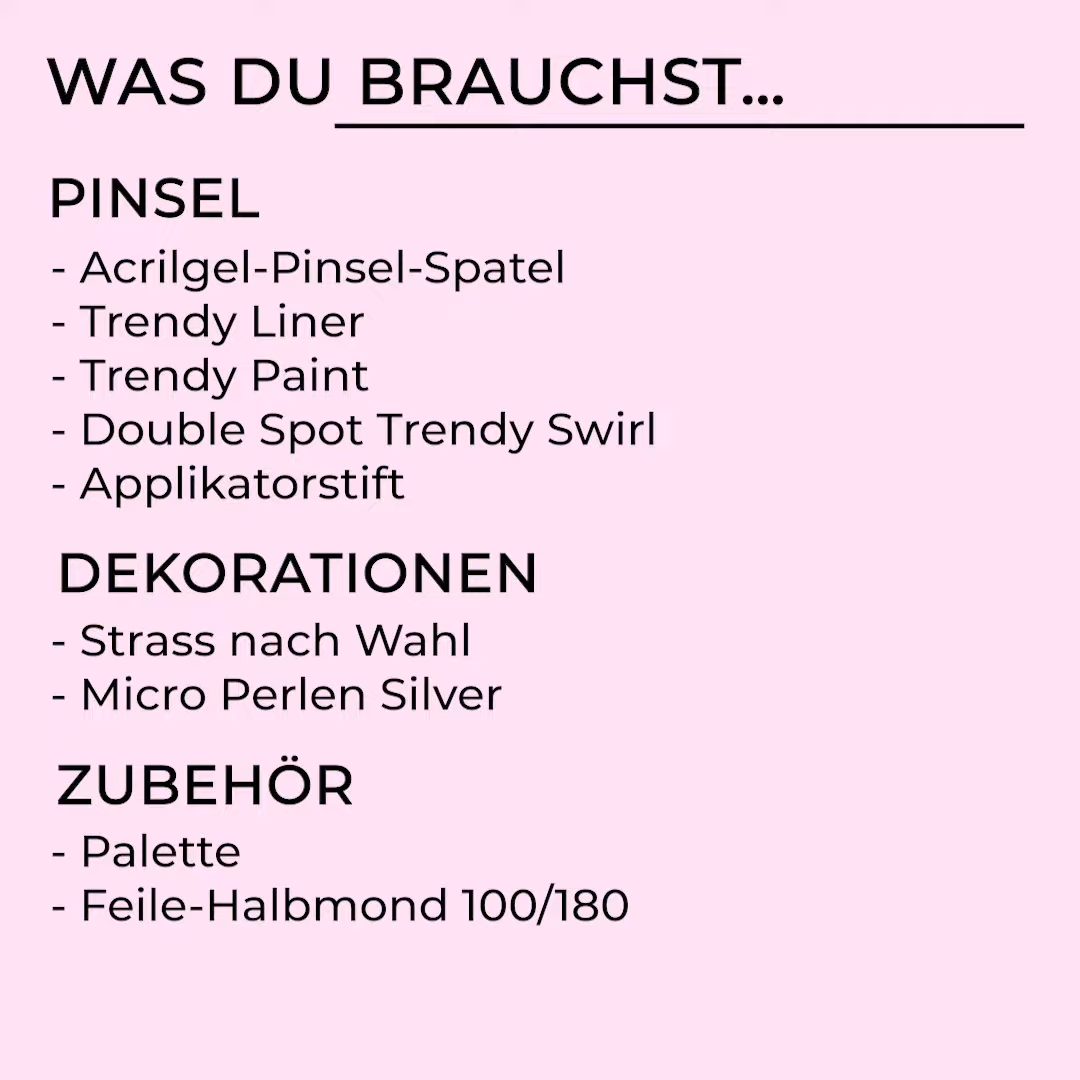 WAS DU BRAUCHST...
PINSEL
- Acrilgel-Pinsel-Spatel
- Trendy Liner
- Trendy Paint
- Double Spot Trendy Swirl
- Applikatorstift
DEKORATIONEN
- Strass nach Wahl
- Micro Perlen Silver
ZUBEHÖR
- Palette
- Feile-Halbmond 100/180